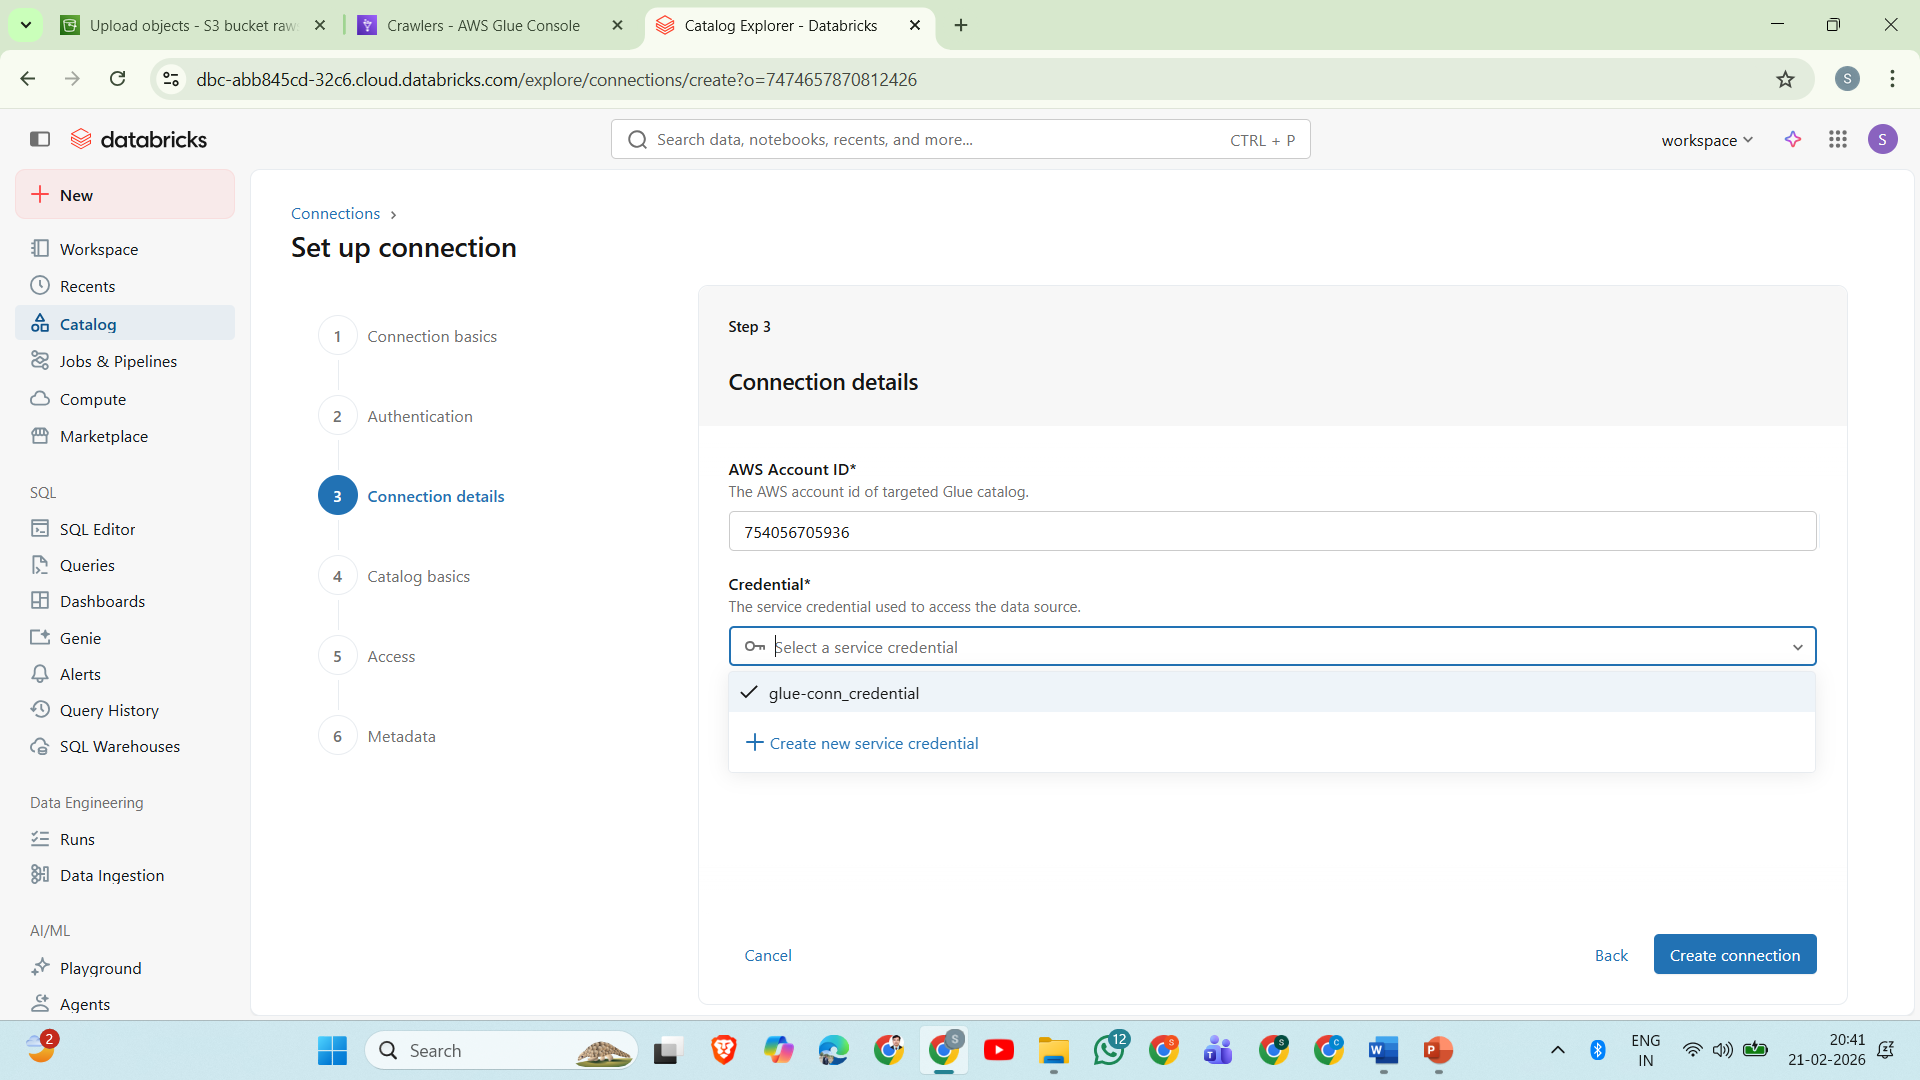 Upload objects - S3 bucket raw
Crawlers - AWS Glue Console
Catalog Explorer - Databricks
dbc-abb845cd-32c6.cloud.databricks.com/explore/connections/create?o=7474657870812426
S
databricks
Search data, notebooks, recents, and more...
CTRL + P
workspace
S
New
Workspace
Recents
Catalog
Jobs & Pipelines
Compute
Marketplace
SQL
SQL Editor
Queries
Dashboards
Genie
Alerts
Query History
SQL Warehouses
Data Engineering
Runs
Data Ingestion
AI/ML
Playground
Agents
Connections ›
Set up connection
1 Connection basics
2 Authentication
3 Connection details
4 Catalog basics
5 Access
6 Metadata
Step 3
Connection details
AWS Account ID*
The AWS account id of targeted Glue catalog.
754056705936
Credential*
The service credential used to access the data source.
Select a service credential
glue-conn_credential
Create new service credential
Cancel
Back
Create connection
2
Search
S
12
S
S
C
ENG
IN
20:41
21-02-2026